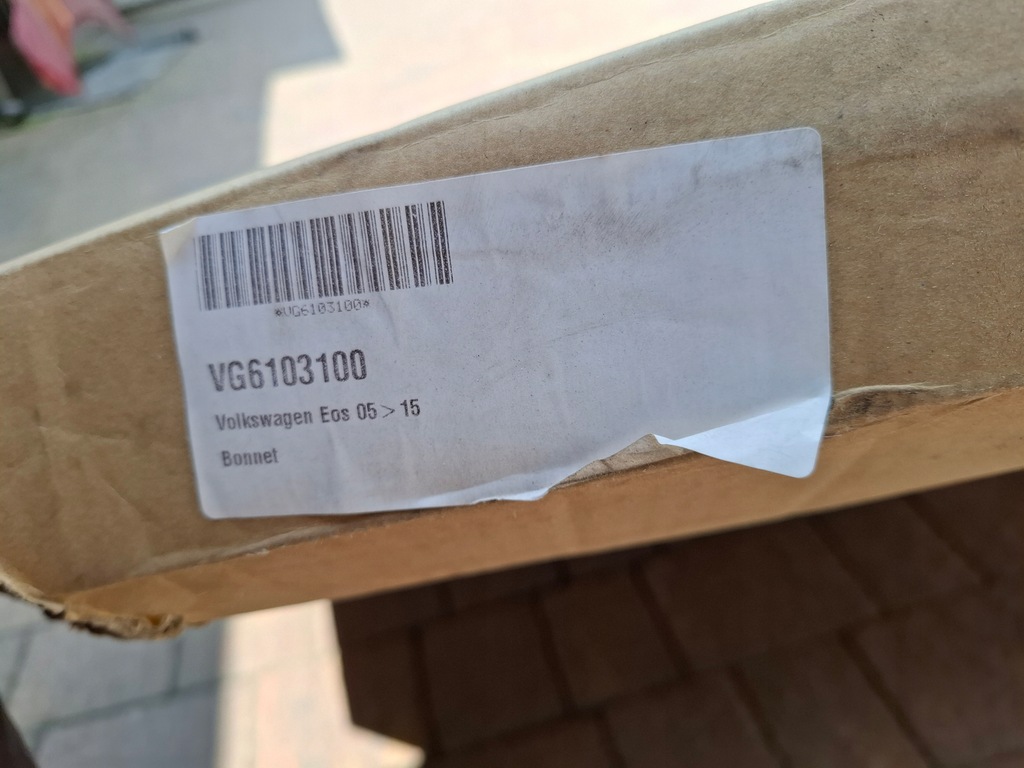 *VG6103100*
VG6103100
Volkswagen Eos 05 > 15
Bonnet